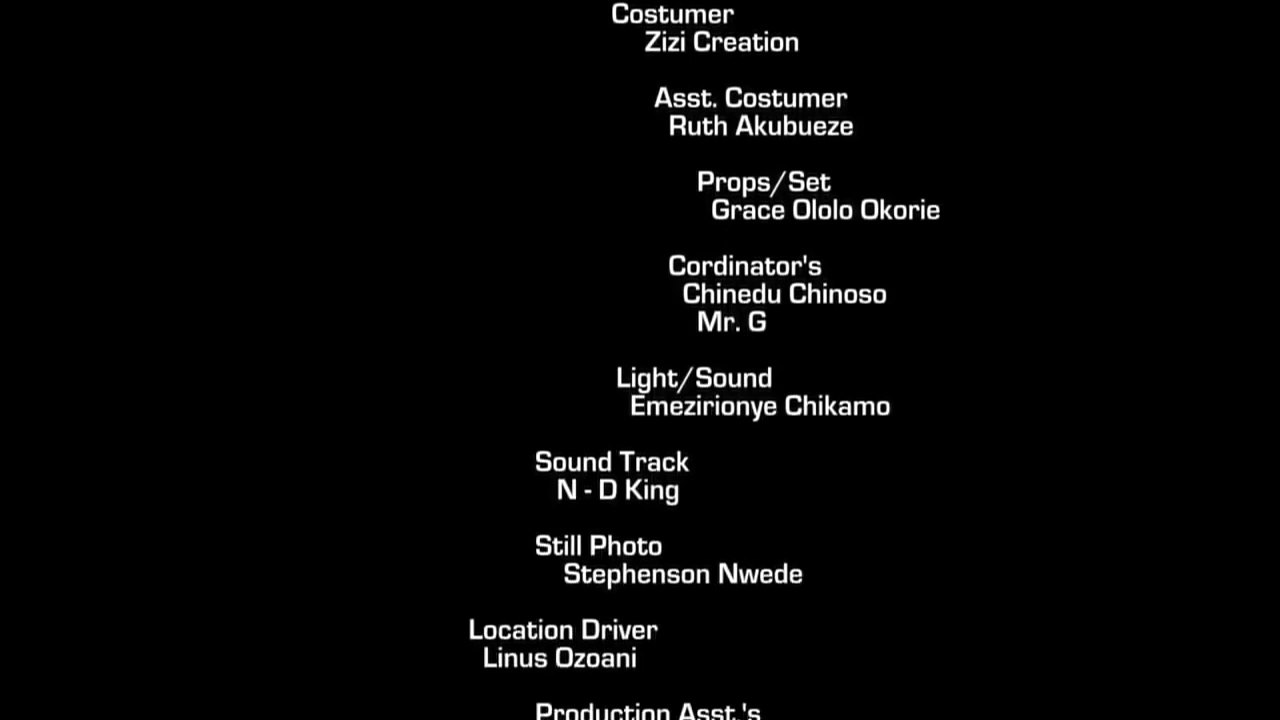 Costumer
Zizi Creation
Asst. Costumer
Ruth Akubueze
Props/Set
Grace Ololo Okorie
Cordinator's
Chinedu Chinoso
Mr. G
Light/Sound
Emezirionye Chikamo
Sound Track
N - D King
Still Photo
Stephenson Nwede
Location Driver
Linus Ozoani
Production Asst.'s